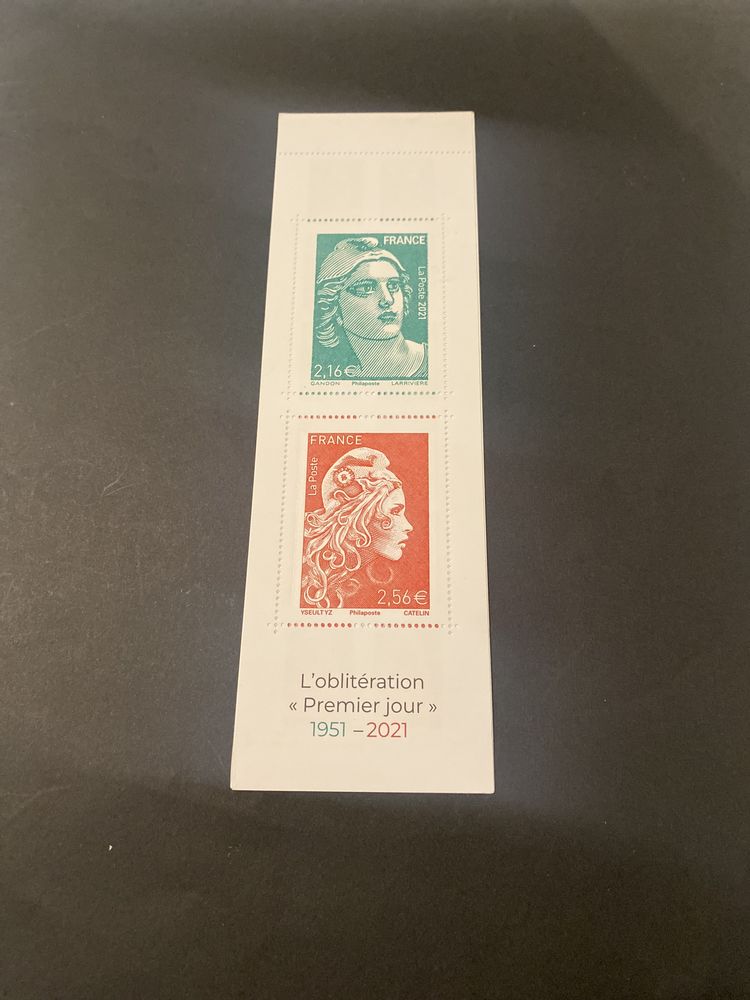 FRANCE
La Poste 2021
2,16€
GANDON Philaposte LARRIVIÈRE
FRANCE
La Poste
2,56€
YSEULTYZ Philaposte CATELIN
L'oblitération
« Premier jour »
1951 – 2021